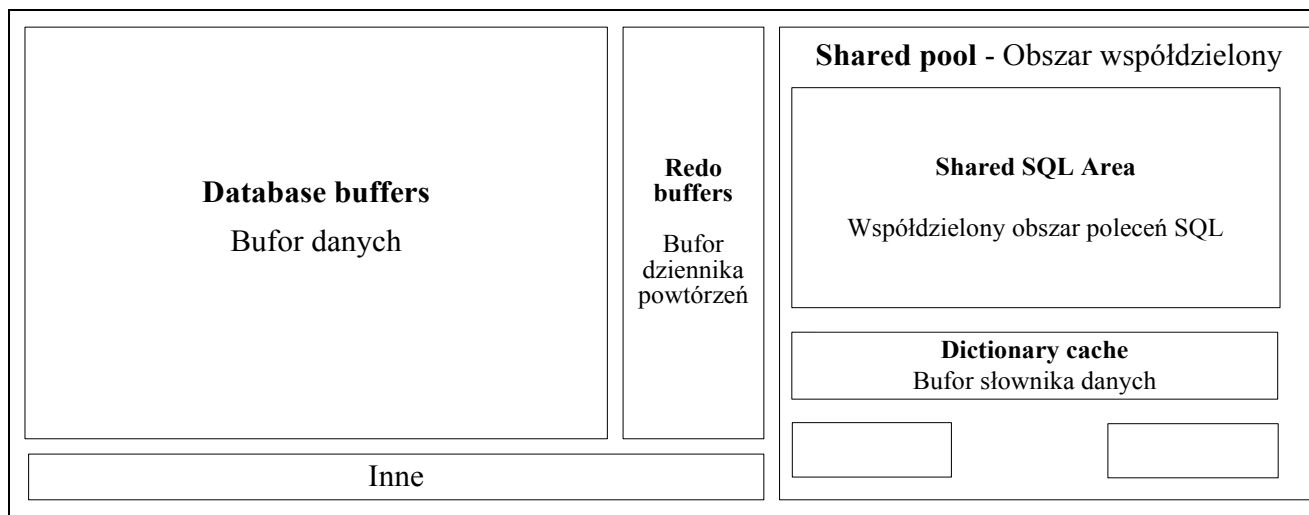 Database buffers
Bufor danych
Redo
buffers
Bufor
dziennika
powtórzeń
Inne
Shared pool - Obszar współdzielony
Shared SQL Area
Współdzielony obszar poleceń SQL
Dictionary cache
Bufor słownika danych